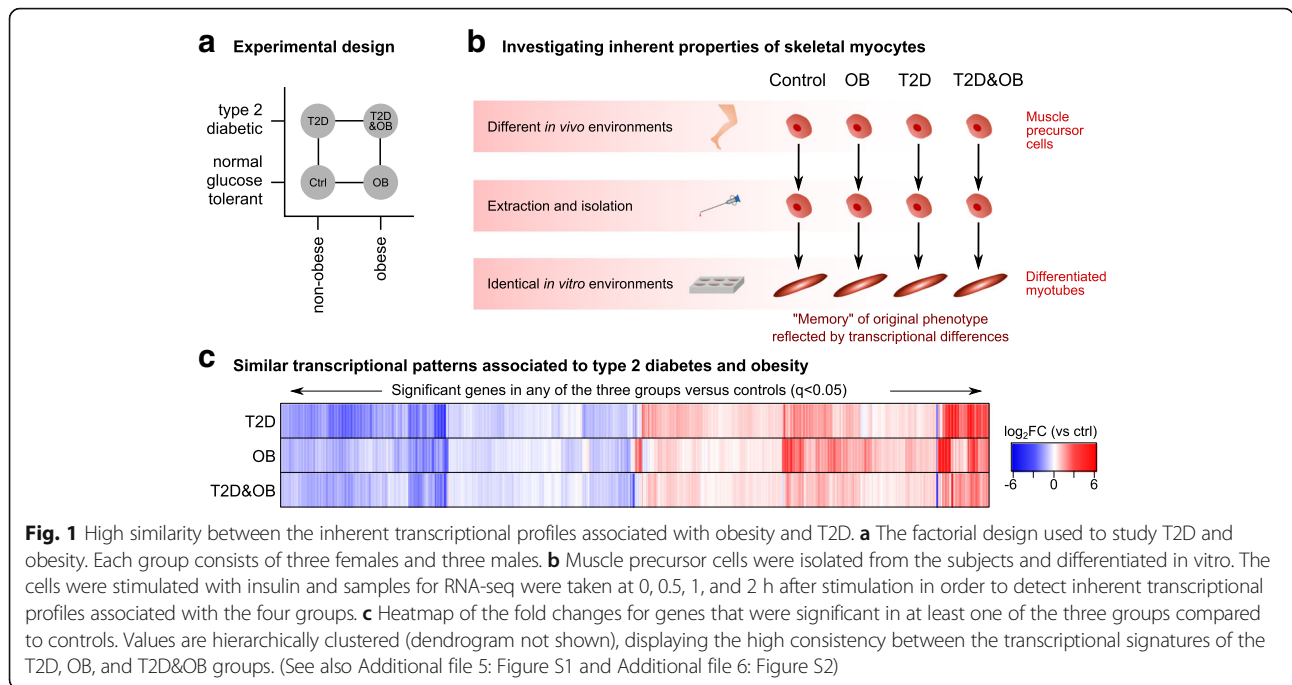 a Experimental design
type 2
diabetic
normal
glucose
tolerant
T2D
T2D
&OB
Ctrl
OB
non-obese
obese
b Investigating inherent properties of skeletal myocytes
Control OB T2D T2D&OB
Different in vivo environments
Muscle
precursor
cells
Extraction and isolation
Identical in vitro environments
Differentiated
myotubes
"Memory" of original phenotype
reflected by transcriptional differences
c Similar transcriptional patterns associated to type 2 diabetes and obesity
Significant genes in any of the three groups versus controls (q<0.05)
T2D
OB
T2D&OB
log₂FC (vs ctrl)
-6 0 6
Fig. 1 High similarity between the inherent transcriptional profiles associated with obesity and T2D. a The factorial design used to study T2D and
obesity. Each group consists of three females and three males. b Muscle precursor cells were isolated from the subjects and differentiated in vitro. The
cells were stimulated with insulin and samples for RNA-seq were taken at 0, 0.5, 1, and 2 h after stimulation in order to detect inherent transcriptional
profiles associated with the four groups. c Heatmap of the fold changes for genes that were significant in at least one of the three groups compared
to controls. Values are hierarchically clustered (dendrogram not shown), displaying the high consistency between the transcriptional signatures of the
T2D, OB, and T2D&OB groups. (See also Additional file 5: Figure S1 and Additional file 6: Figure S2)